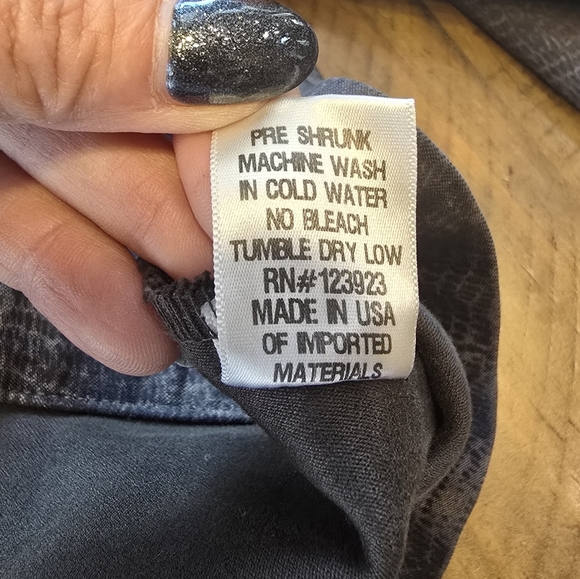 PRE SHRUNK
MACHINE WASH
IN COLD WATER
NO BLEACH
TUMBLE DRY LOW
RN#123923
MADE IN USA
OF IMPORTED
MATERIALS